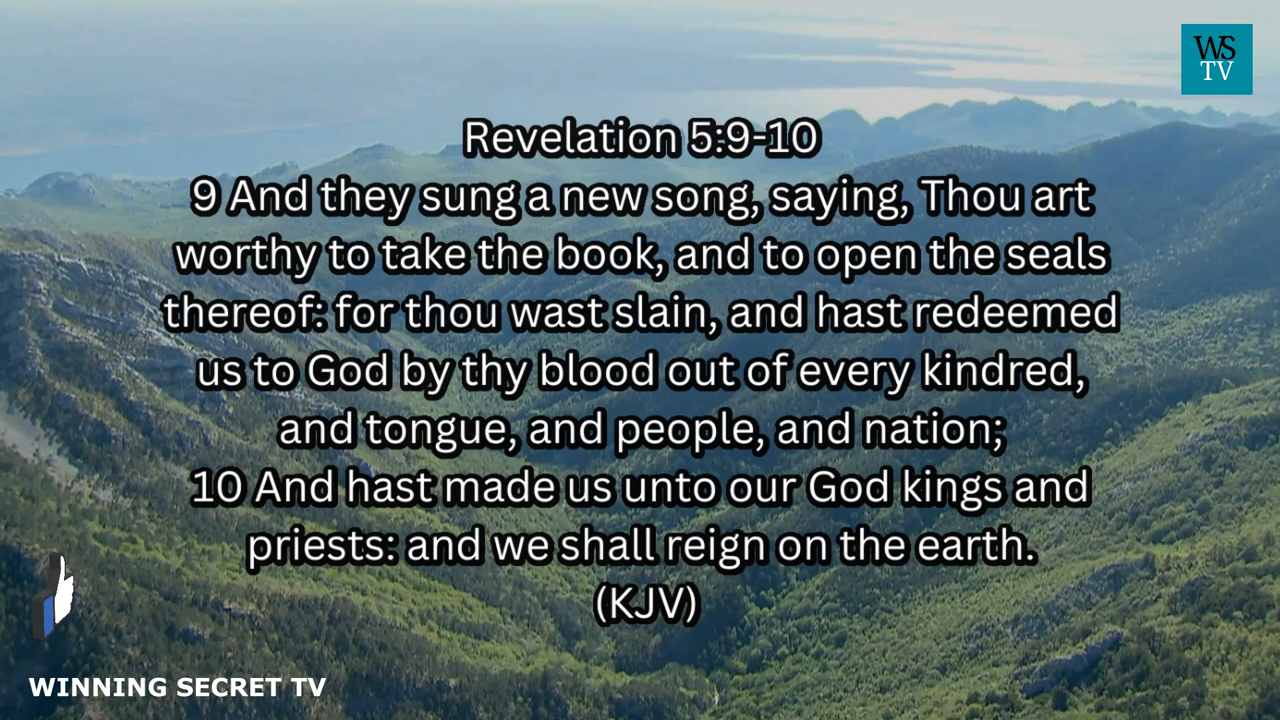 WS
TV
Revelation 5:9-10
9 And they sung a new song, saying, Thou art
worthy to take the book, and to open the seals
thereof: for thou wast slain, and hast redeemed
us to God by thy blood out of every kindred,
and tongue, and people, and nation;
10 And hast made us unto our God kings and
priests: and we shall reign on the earth.
(KJV)
WINNING SECRET TV